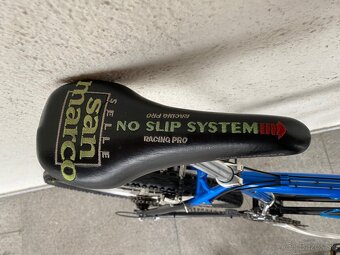 SELLE
san
marco
RACING PRO
NO SLIP SYSTEM
RACING PRO